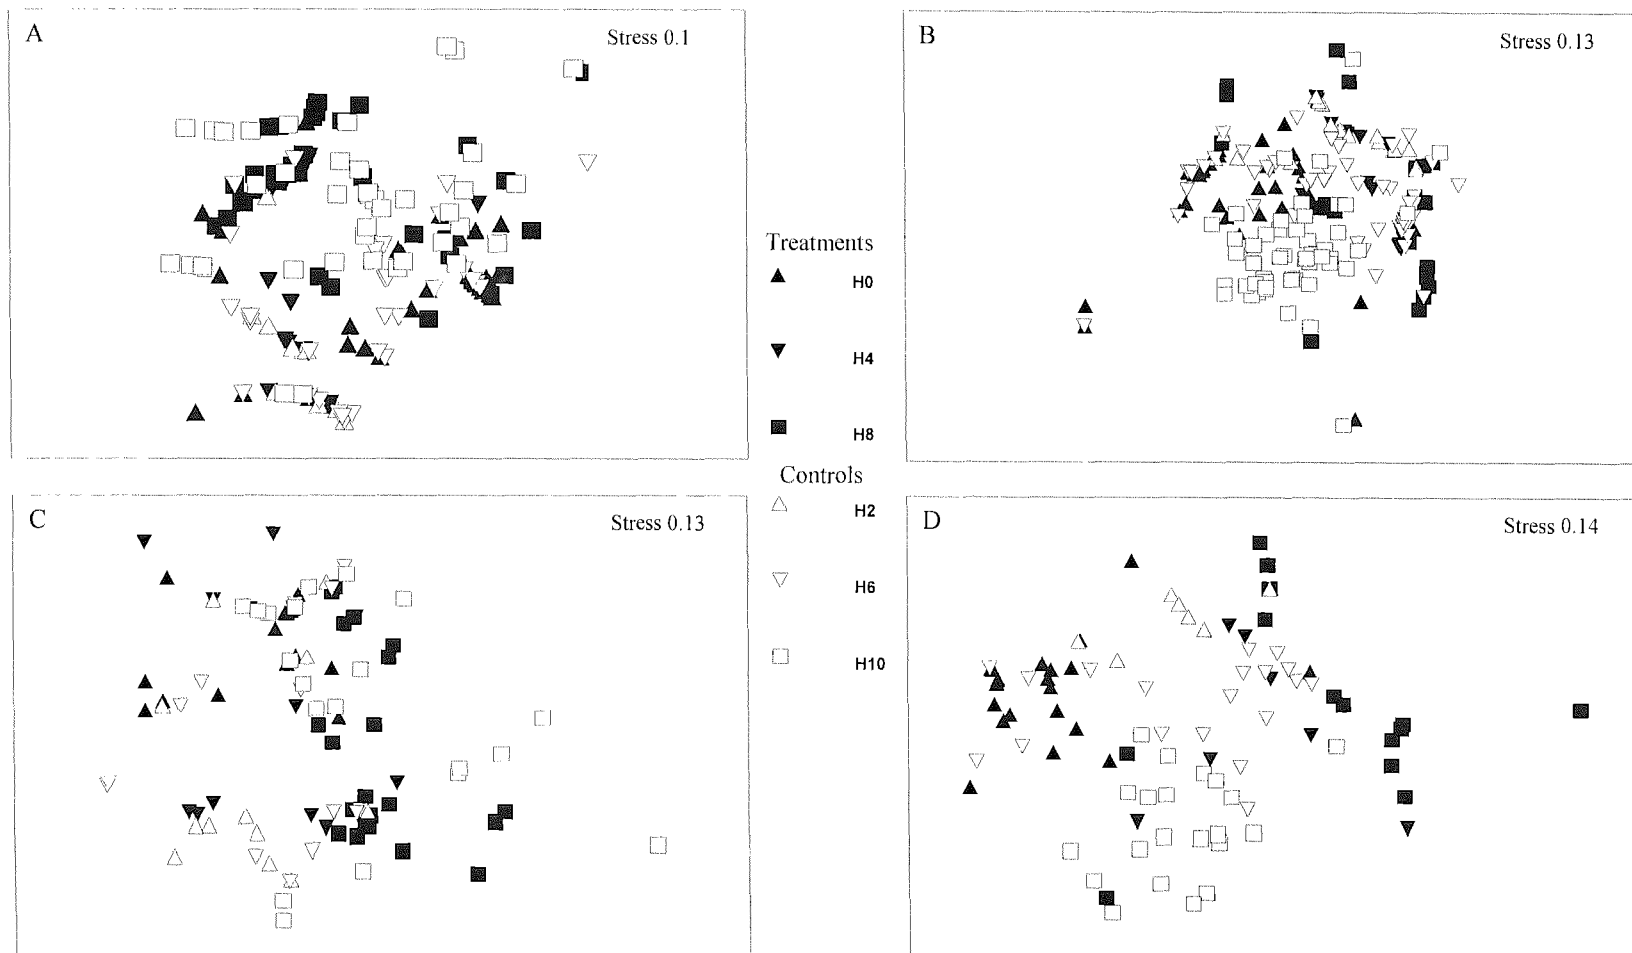 A
Stress 0.1
B
Stress 0.13
Treatments
H0
H4
H8
Controls
H2
H6
H10
C
Stress 0.13
D
Stress 0.14